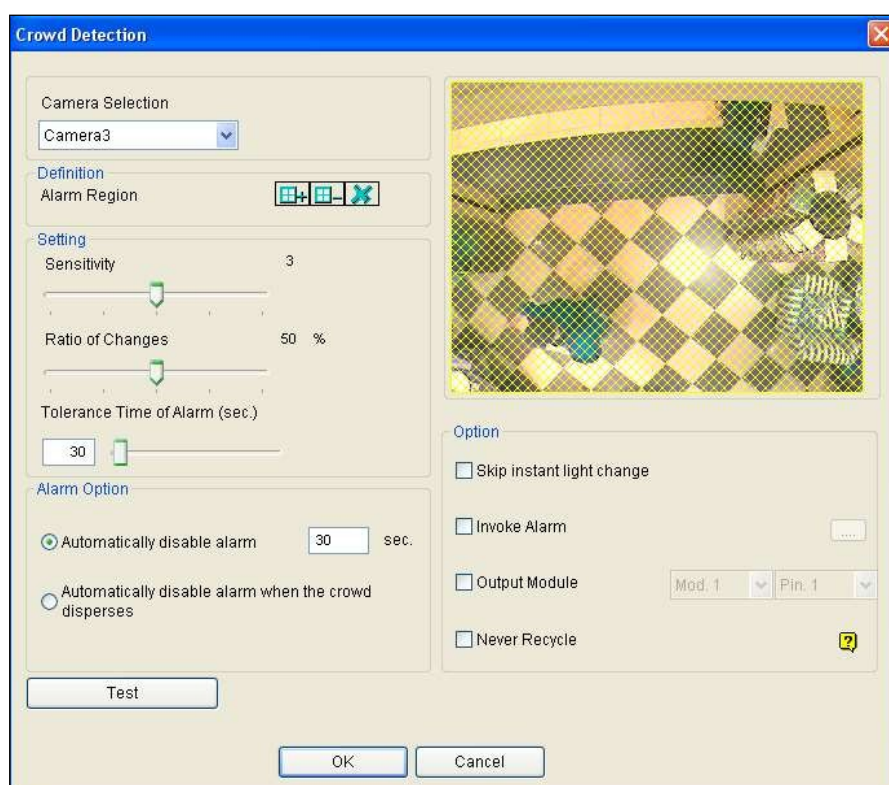 Crowd Detection
Camera Selection
Camera3
Definition
Alarm Region
Setting
Sensitivity
3
Ratio of Changes
50 %
Tolerance Time of Alarm (sec.)
30
Alarm Option
Automatically disable alarm
30
sec.
Automatically disable alarm when the crowd
disperses
Option
Skip instant light change
Invoke Alarm
....
Output Module
Mod. 1
Pin. 1
Never Recycle
?
Test
OK
Cancel